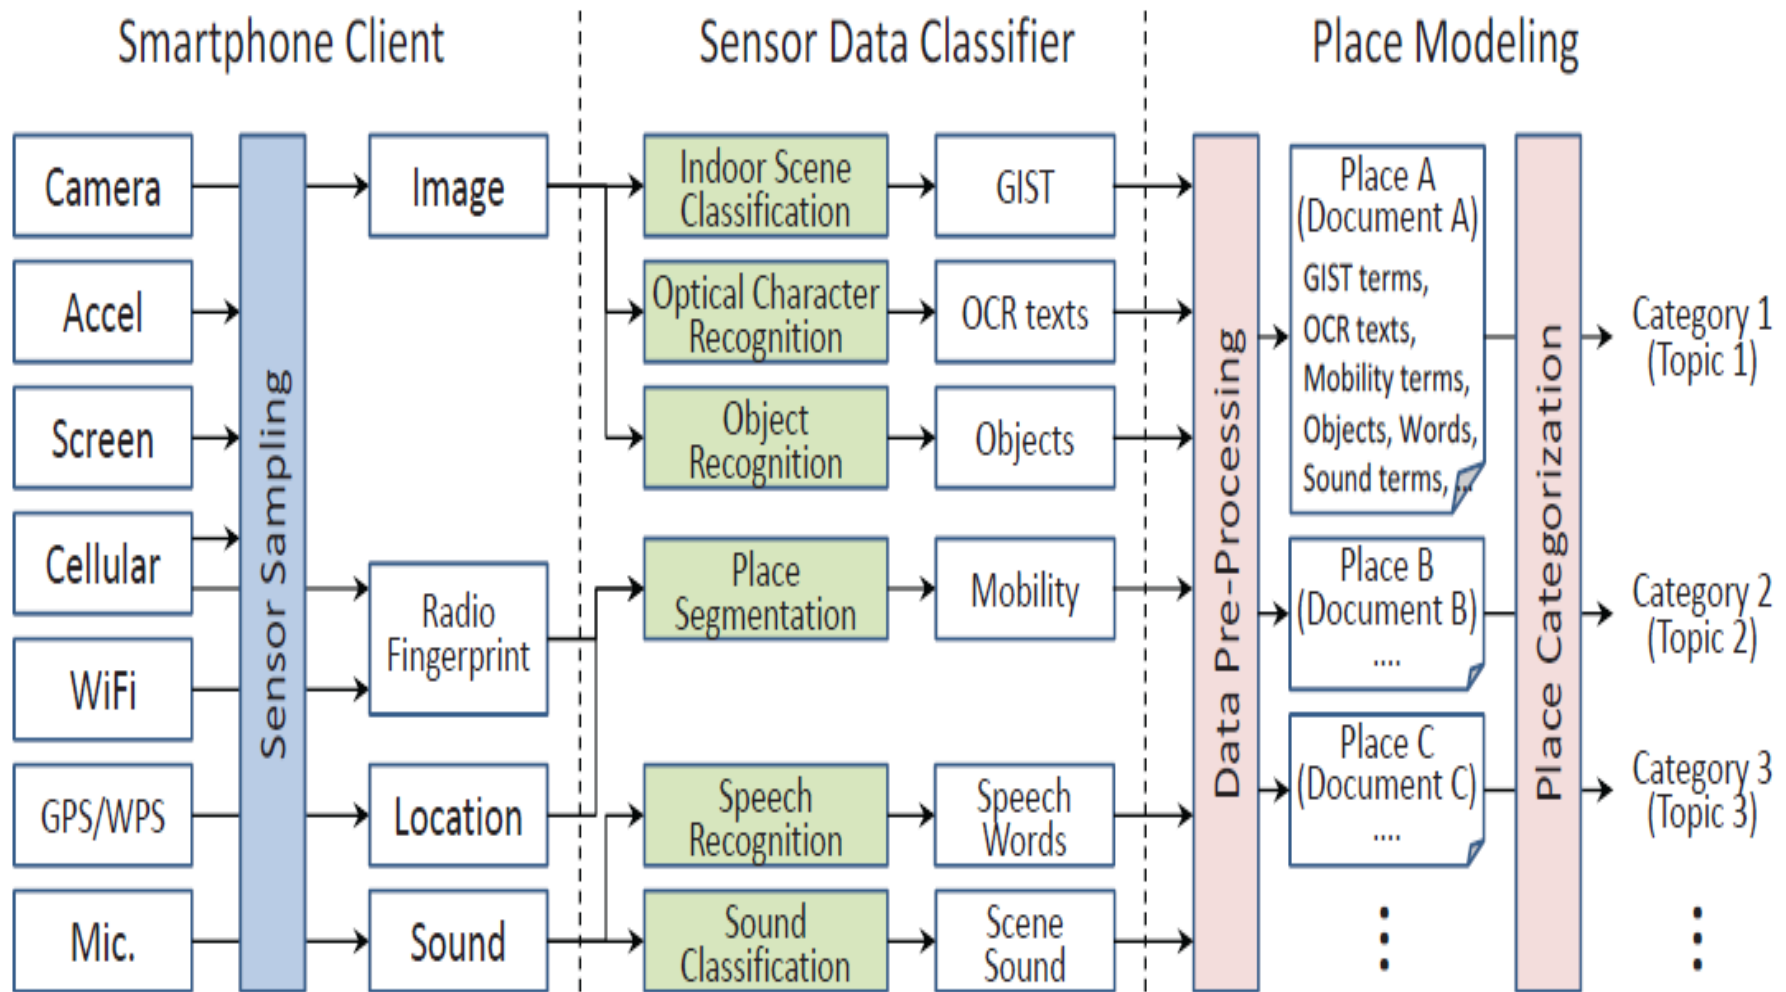 Smartphone Client
Sensor Data Classifier
Place Modeling
Camera
Accel
Screen
Cellular
WiFi
GPS/WPS
Mic.
Sensor Sampling
Image
Radio
Fingerprint
Location
Sound
Indoor Scene
Classification
Optical Character
Recognition
Object
Recognition
Place
Segmentation
Speech
Recognition
Sound
Classification
GIST
OCR texts
Objects
Mobility
Speech
Words
Scene
Sound
Data Pre-Processing
Place A
(Document A)
GIST terms,
OCR texts,
Mobility terms,
Objects, Words,
Sound terms, ...
Place B
(Document B)
....
Place C
(Document C)
....
Place Categorization
Category 1
(Topic 1)
Category 2
(Topic 2)
Category 3
(Topic 3)